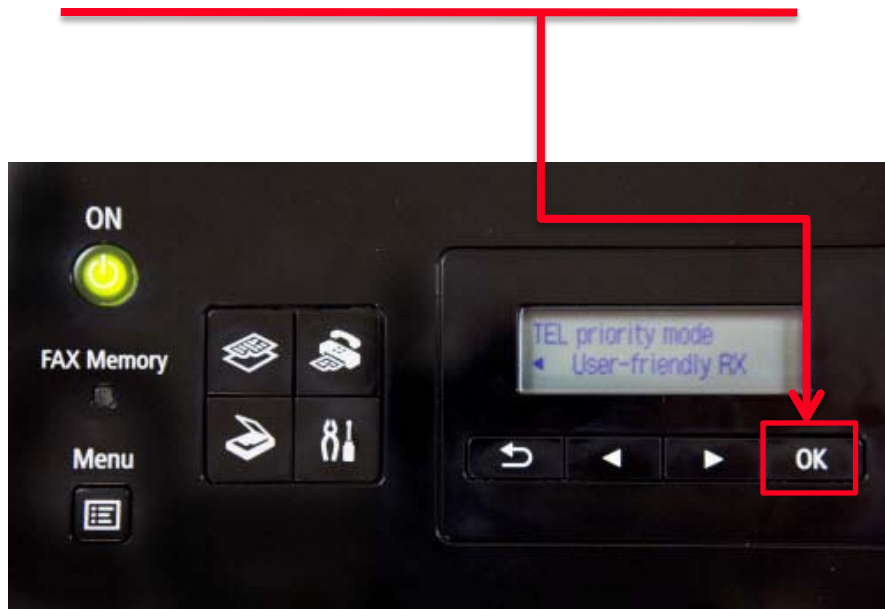 ON
FAX Memory
Menu
TEL priority mode
◄ User-friendly RX
OK